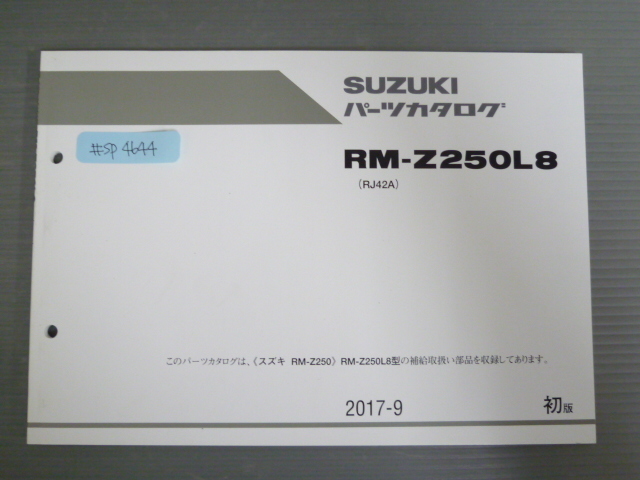 SUZUKI
パーツカタログ
#SP 4644
RM-Z250L8
(RJ42A)
このパーツカタログは、〈スズキ RM-Z250〉RM-Z250L8型の補給取扱い部品を収録してあります。
2017-9
初版